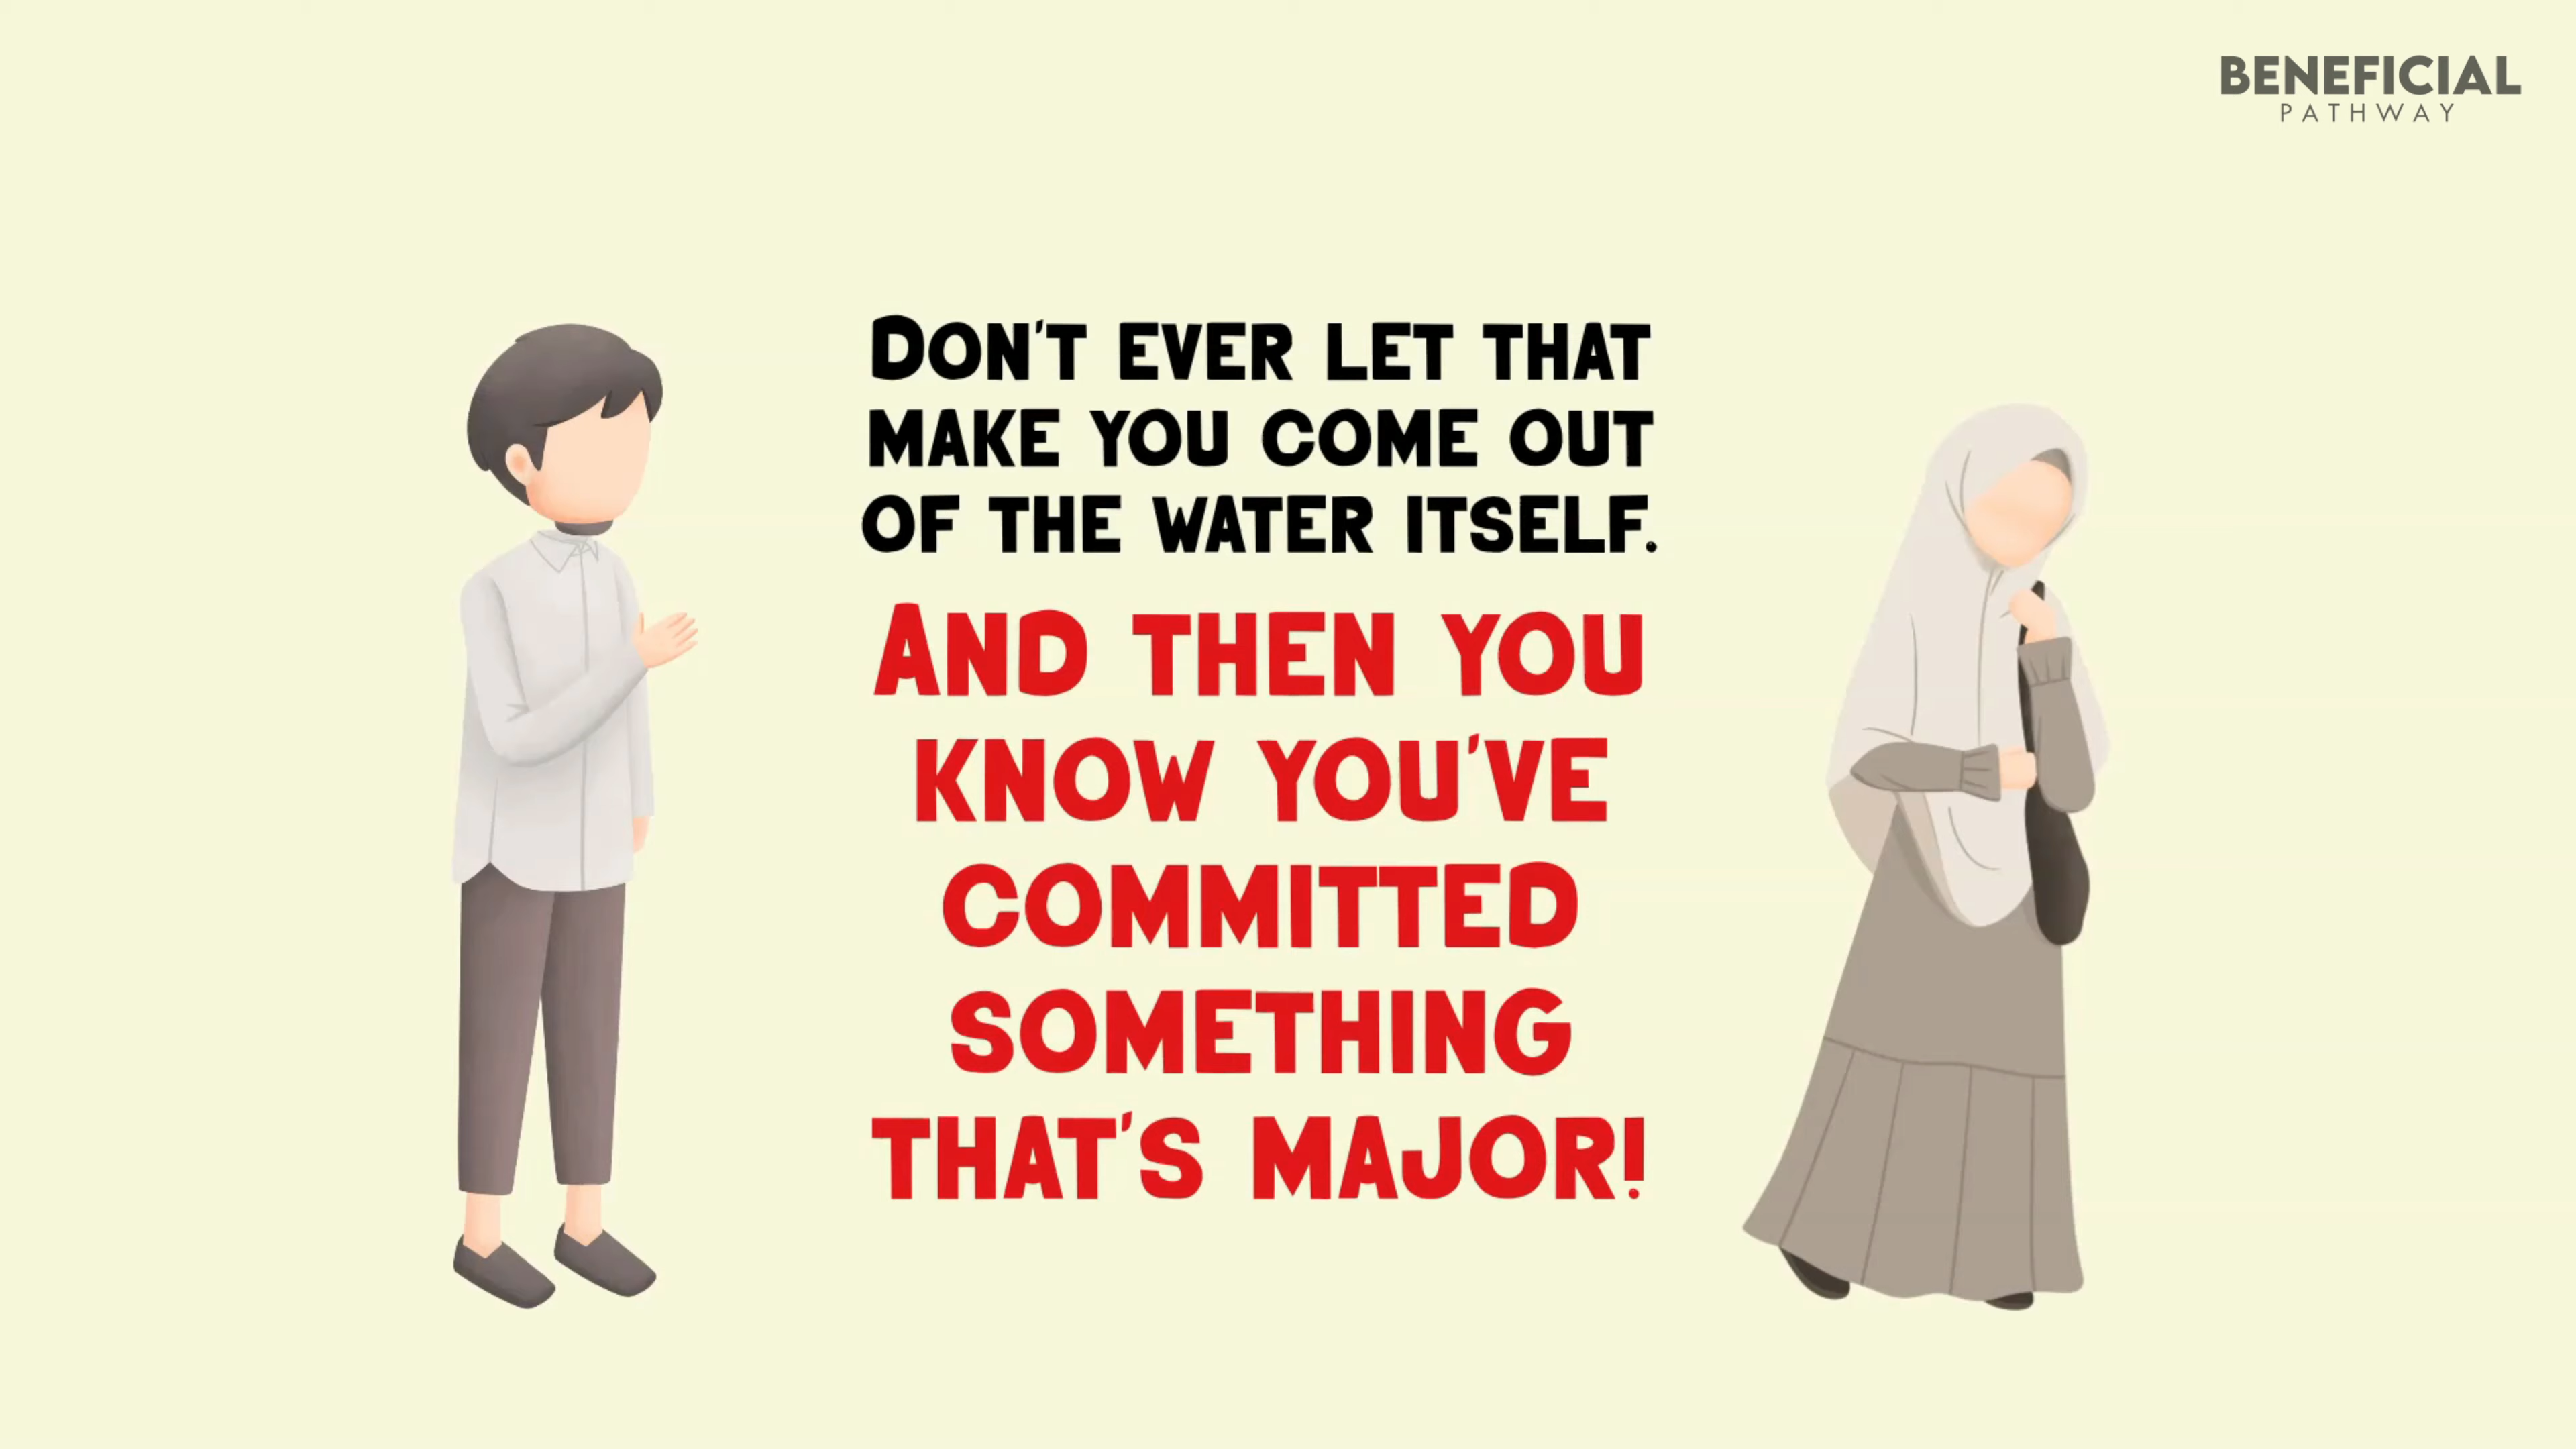 BENEFICIAL
PATHWAY
DON'T EVER LET THAT
MAKE YOU COME OUT
OF THE WATER ITSELF.
AND THEN YOU
KNOW YOU'VE
COMMITTED
SOMETHING
THAT'S MAJOR!